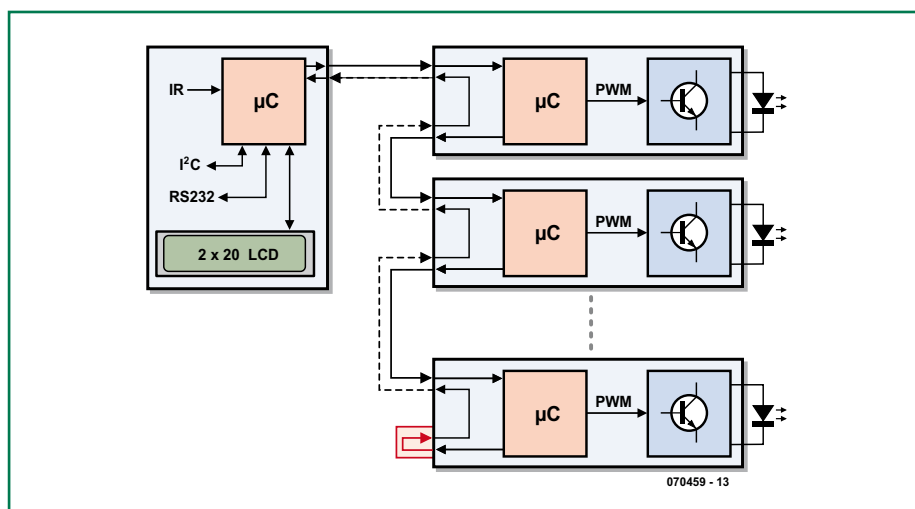 IR
µC
I²C
RS232
2 x 20 LCD
µC
PWM
µC
PWM
µC
PWM
070459 - 13